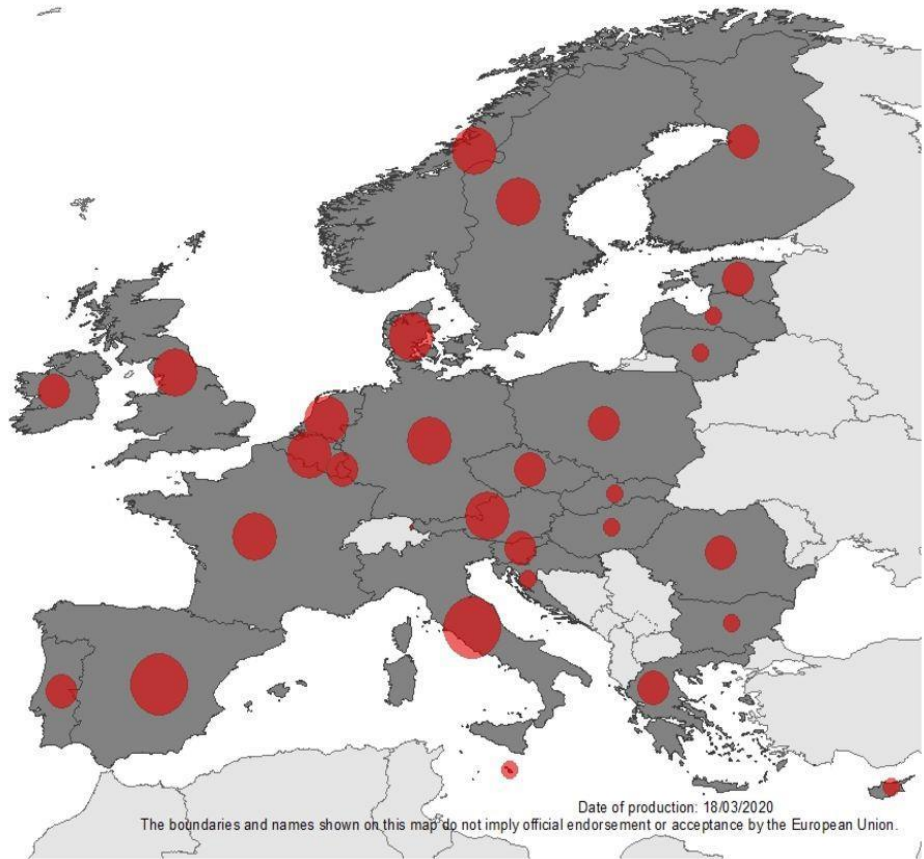 Date of production: 18/03/2020
The boundaries and names shown on this map do not imply official endorsement or acceptance by the European Union.